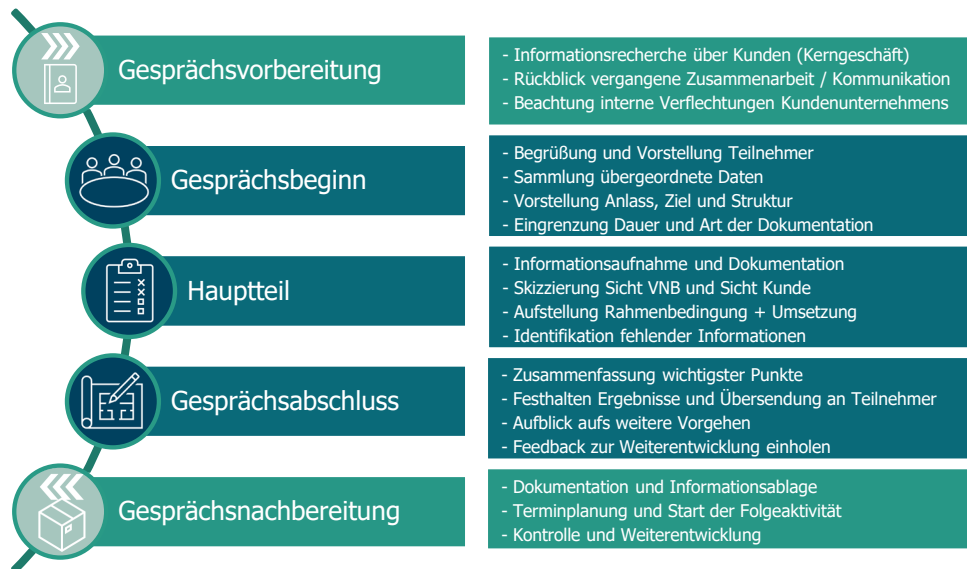 Gesprächsvorbereitung
- Informationsrecherche über Kunden (Kerngeschäft)
- Rückblick vergangene Zusammenarbeit / Kommunikation
- Beachtung interne Verflechtungen Kundenunternehmens
Gesprächsbeginn
- Begrüßung und Vorstellung Teilnehmer
- Sammlung übergeordnete Daten
- Vorstellung Anlass, Ziel und Struktur
- Eingrenzung Dauer und Art der Dokumentation
Hauptteil
- Informationsaufnahme und Dokumentation
- Skizzierung Sicht VNB und Sicht Kunde
- Aufstellung Rahmenbedingung + Umsetzung
- Identifikation fehlender Informationen
Gesprächsabschluss
- Zusammenfassung wichtigster Punkte
- Festhalten Ergebnisse und Übersendung an Teilnehmer
- Aufblick aufs weitere Vorgehen
- Feedback zur Weiterentwicklung einholen
Gesprächsnachbereitung
- Dokumentation und Informationsablage
- Terminplanung und Start der Folgeaktivität
- Kontrolle und Weiterentwicklung